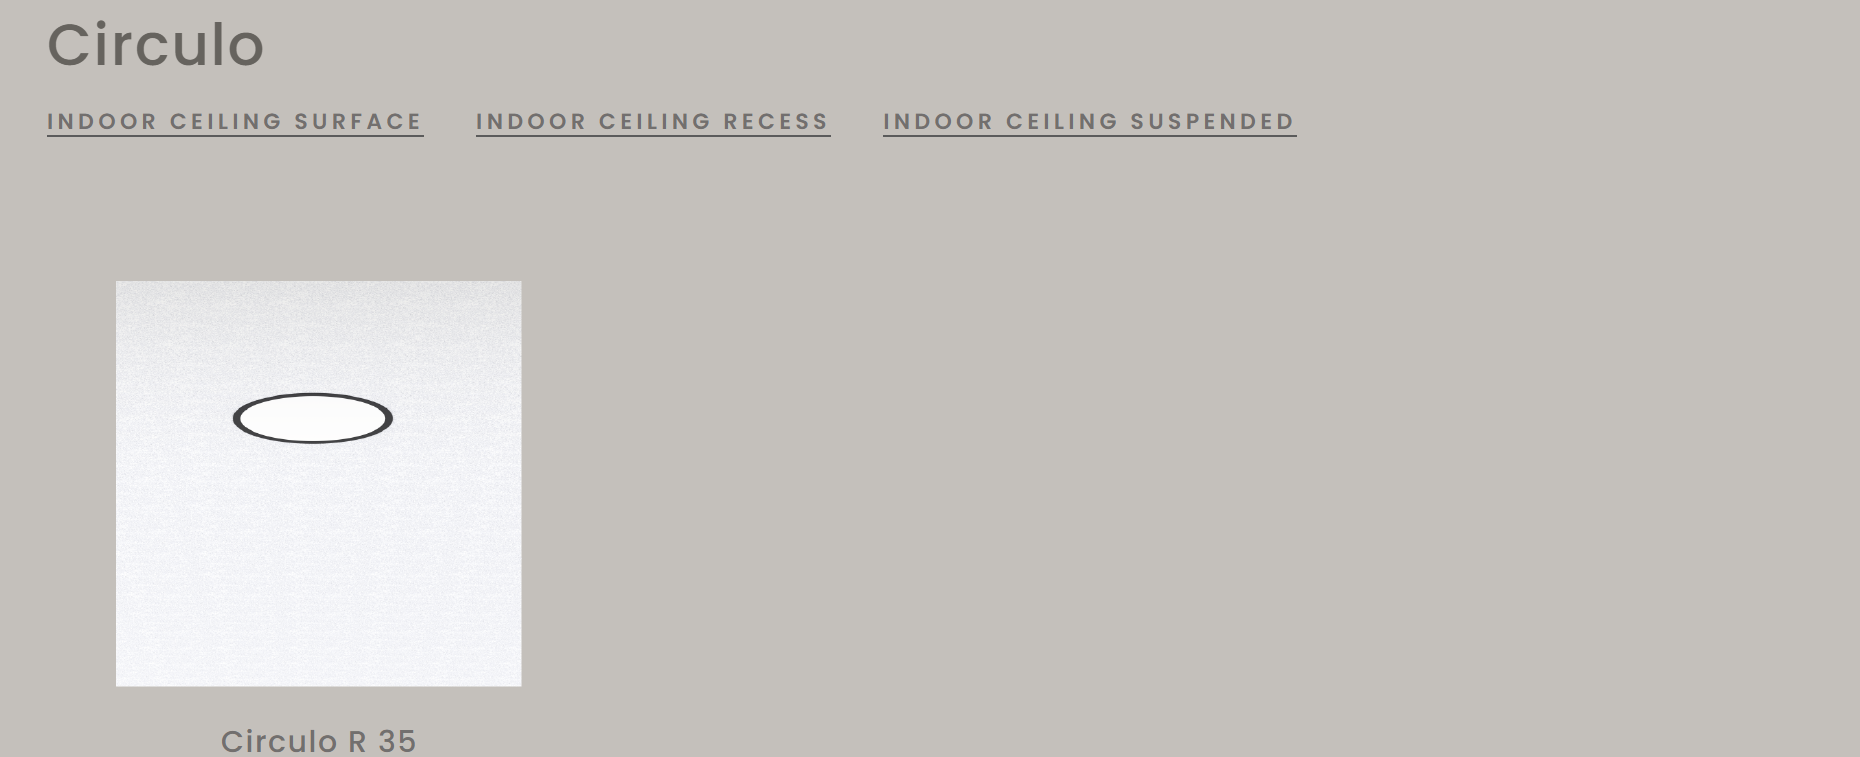 Circulo
INDOOR CEILING SURFACE INDOOR CEILING RECESS INDOOR CEILING SUSPENDED
Circulo R 35